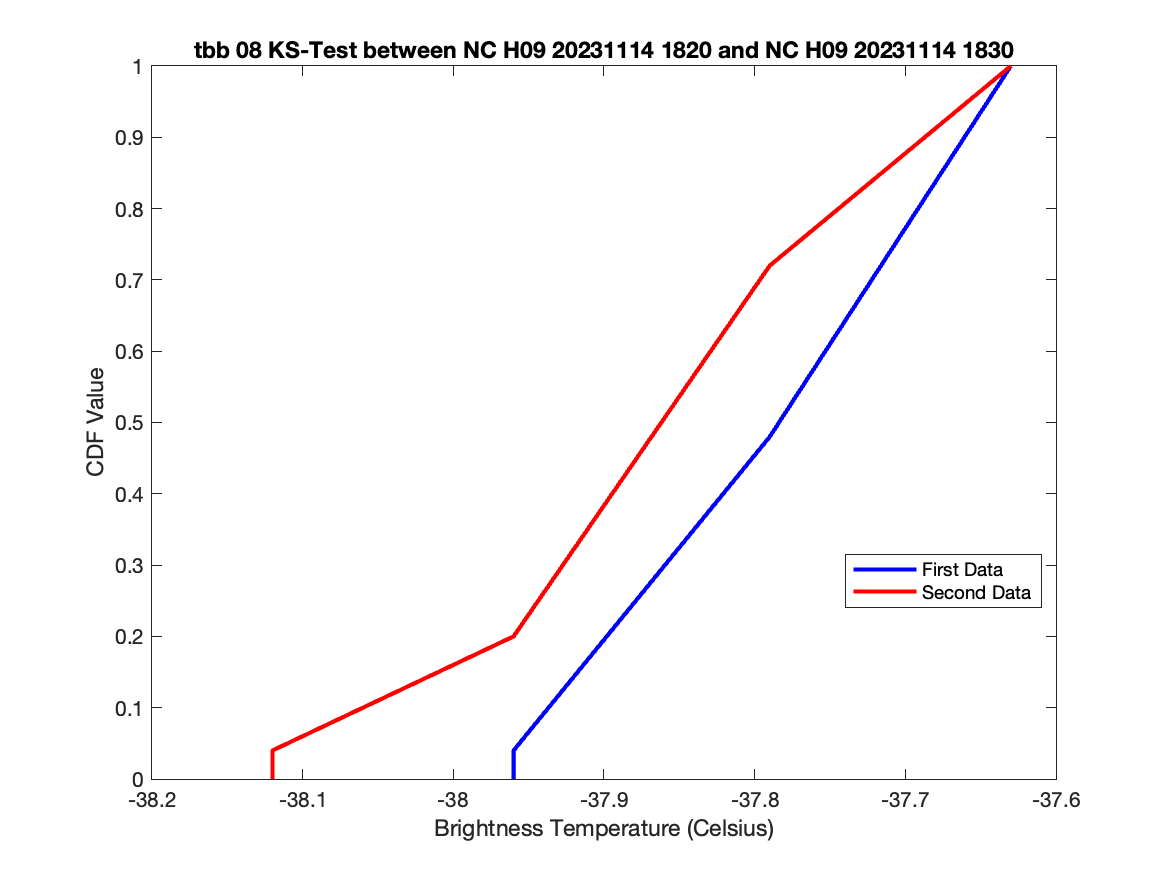 tbb 08 KS-Test between NC H09 20231114 1820 and NC H09 20231114 1830
1
0.9
0.8
0.7
0.6
0.5
0.4
0.3
0.2
0.1
0
CDF Value
First Data
Second Data
-38.2 -38.1 -38 -37.9 -37.8 -37.7 -37.6
Brightness Temperature (Celsius)